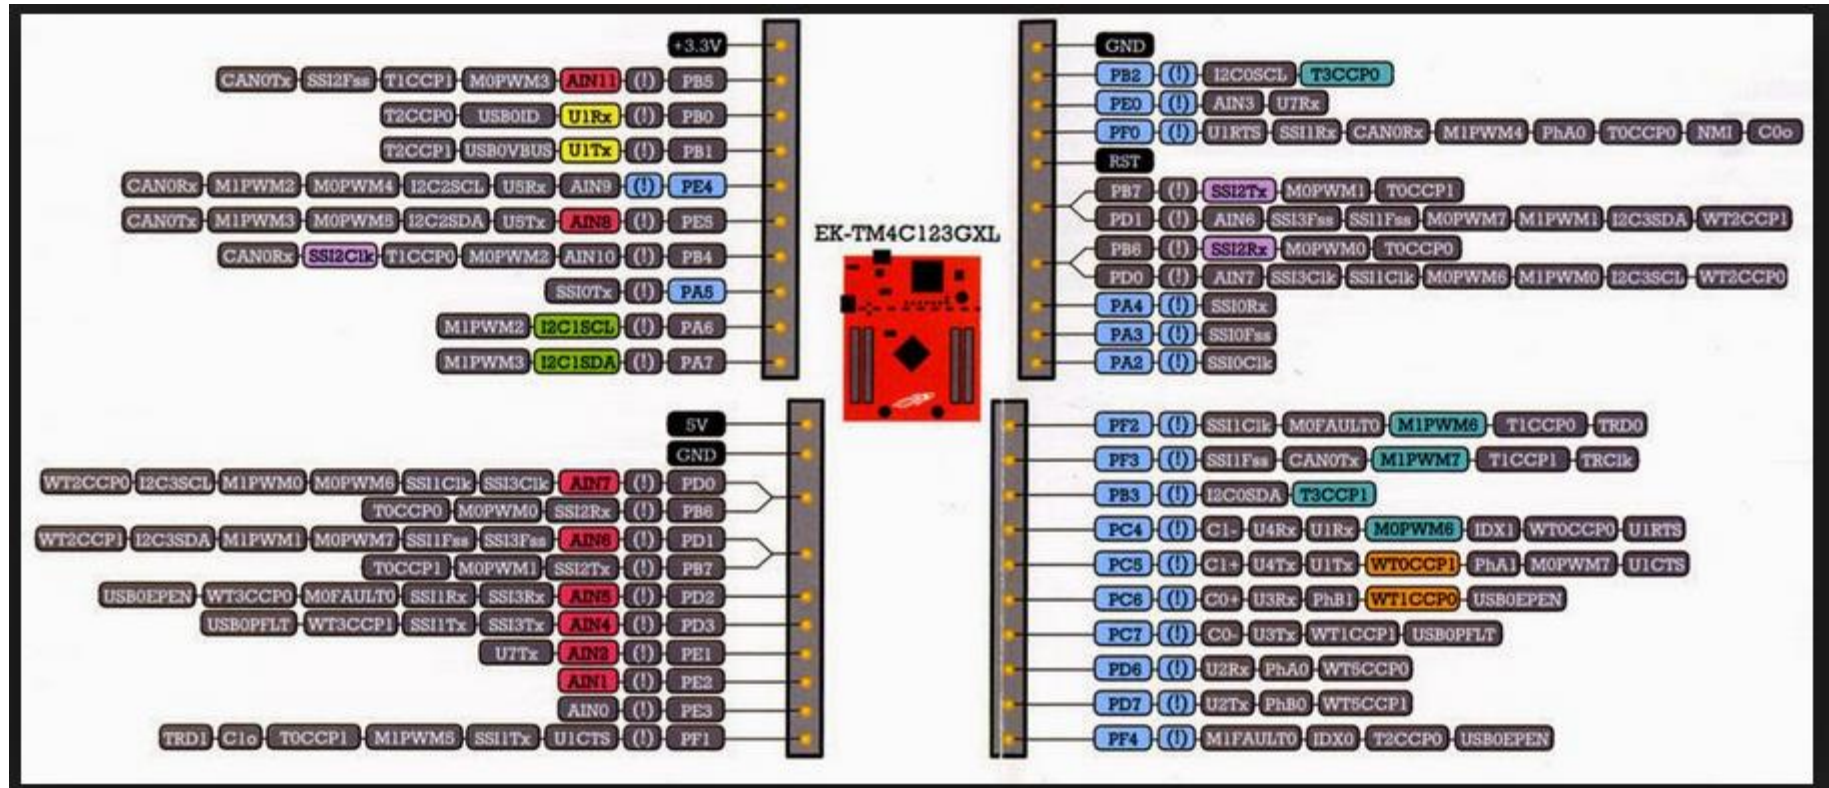 +3.3V
CAN0Tx SSI2Fss T1CCP1 M0PWM3 AIN11 (!) PB5
T2CCP0 USB0ID U1Rx (!) PB0
T2CCP1 USB0VBUS U1Tx (!) PB1
CAN0Rx M1PWM2 M0PWM4 I2C2SCL U5Rx AIN9 (!) PE4
CAN0Tx M1PWM3 M0PWM5 I2C2SDA U5Tx AIN8 (!) PE5
CAN0Rx SSI2Clk T1CCP0 M0PWM2 AIN10 (!) PB4
SSI0Tx (!) PA5
M1PWM2 I2C1SCL (!) PA6
M1PWM3 I2C1SDA (!) PA7
EK-TM4C123GXL
GND
PB2 (!) I2C0SCL T3CCP0
PE0 (!) AIN3 U7Rx
PF0 (!) U1RTS SSI1Rx CAN0Rx M1PWM4 PhA0 T0CCP0 NMI C0o
RST
PB7 (!) SSI2Tx M0PWM1 T0CCP1
PD1 (!) AIN6 SSI3Fss SSI1Fss M0PWM7 M1PWM1 I2C3SDA WT2CCP1
PB6 (!) SSI2Rx M0PWM0 T0CCP0
PD0 (!) AIN7 SSI3Clk SSI1Clk M0PWM6 M1PWM0 I2C3SCL WT2CCP0
PA4 (!) SSI0Rx
PA3 (!) SSI0Fss
PA2 (!) SSI0Clk
5V
GND
WT2CCP0 I2C3SCL M1PWM0 M0PWM6 SSI1Clk SSI3Clk AIN7 (!) PD0
T0CCP0 M0PWM0 SSI2Rx (!) PB6
WT2CCP1 I2C3SDA M1PWM1 M0PWM7 SSI1Fss SSI3Fss AIN6 (!) PD1
T0CCP1 M0PWM1 SSI2Tx (!) PB7
USB0EPEN WT3CCP0 M0FAULT0 SSI1Rx SSI3Rx AIN5 (!) PD2
USB0PFLT WT3CCP1 SSI1Tx SSI3Tx AIN4 (!) PD3
U7Tx AIN2 (!) PE1
AIN1 (!) PE2
AIN0 (!) PE3
TRD1 C1o T0CCP1 M1PWM5 SSI1Tx U1CTS (!) PF1
PF2 (!) SSI1Clk M0FAULT0 M1PWM6 T1CCP0 TRD0
PF3 (!) SSI1Fss CAN0Tx M1PWM7 T1CCP1 TRClk
PB3 (!) I2C0SDA T3CCP1
PC4 (!) C1- U4Rx U1Rx M0PWM6 IDX1 WT0CCP0 U1RTS
PC5 (!) C1+ U4Tx U1Tx WT0CCP1 PhA1 M0PWM7 U1CTS
PC6 (!) C0+ U3Rx PhB1 WT1CCP0 USB0EPEN
PC7 (!) C0- U3Tx WT1CCP1 USB0PFLT
PD6 (!) U2Rx PhA0 WT5CCP0
PD7 (!) U2Tx PhB0 WT5CCP1
PF4 (!) M1FAULT0 IDX0 T2CCP0 USB0EPEN